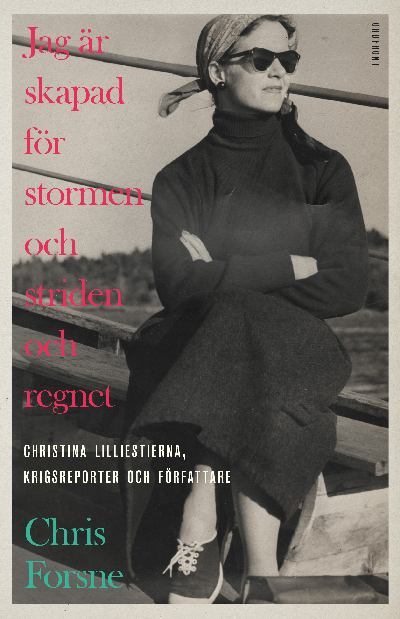 Jag är
skapad
för
stormen
och
striden
och
regnet
CHRISTINA LILLIESTIERNA,
KRIGSREPORTER OCH FÖRFATTARE
Chris
Forsne